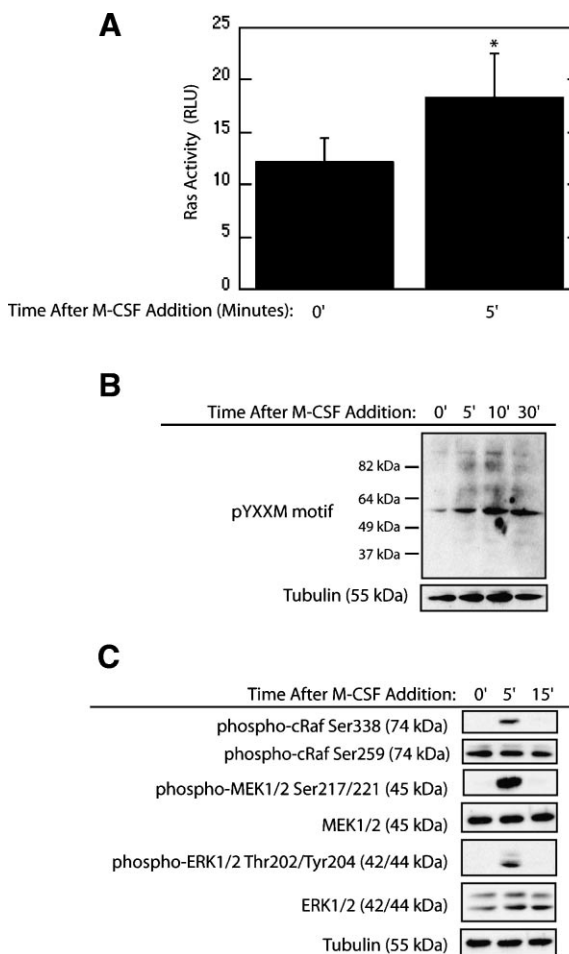 A
25
20
15
10
5
0
Ras Activity (RLU)
*
Time After M-CSF Addition (Minutes): 0' 5'
B
Time After M-CSF Addition: 0' 5' 10' 30'
82 kDa
64 kDa
49 kDa
37 kDa
pYXXM motif
Tubulin (55 kDa)
C
Time After M-CSF Addition: 0' 5' 15'
phospho-cRaf Ser338 (74 kDa)
phospho-cRaf Ser259 (74 kDa)
phospho-MEK1/2 Ser217/221 (45 kDa)
MEK1/2 (45 kDa)
phospho-ERK1/2 Thr202/Tyr204 (42/44 kDa)
ERK1/2 (42/44 kDa)
Tubulin (55 kDa)